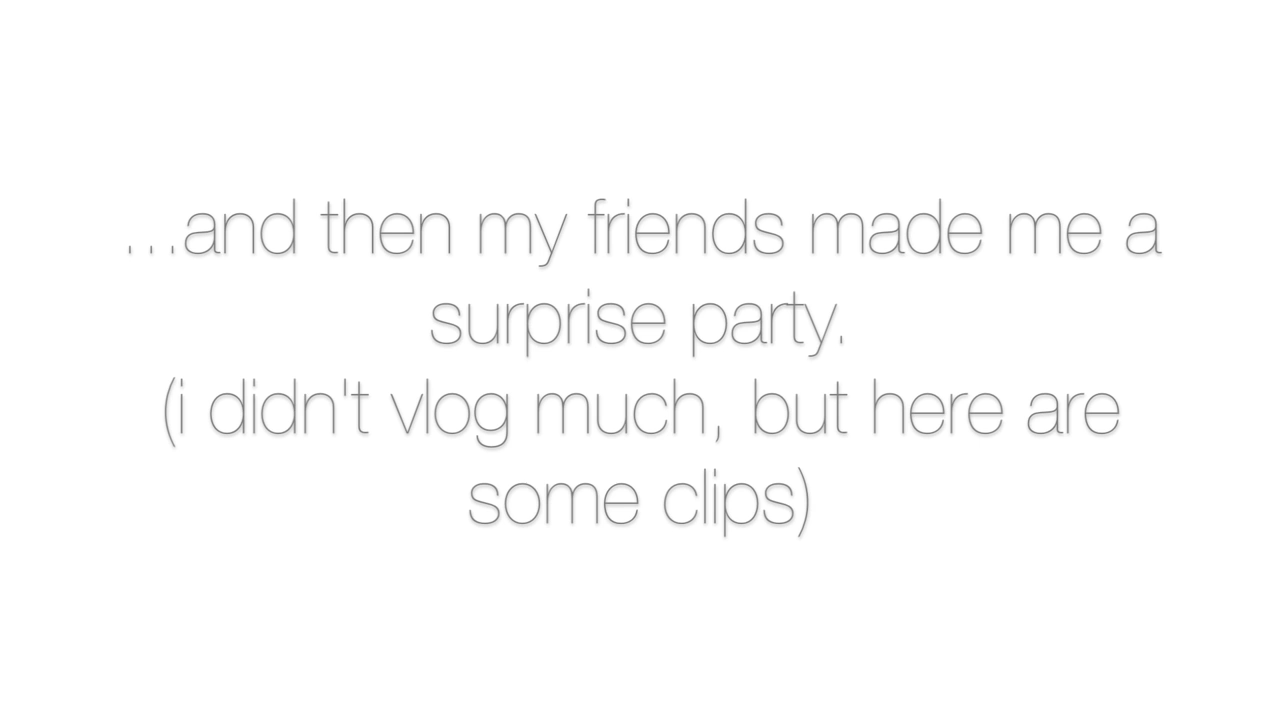 ...and then my friends made me a
surprise party.
(i didn't vlog much, but here are
some clips)